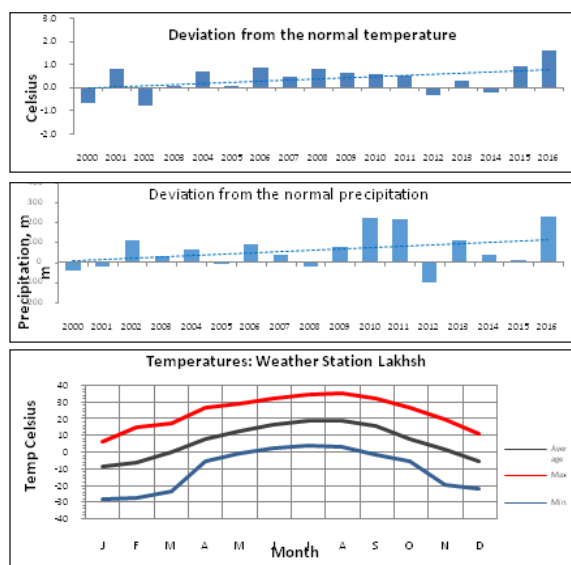 Deviation from the normal temperature
Celsius
3.0
2.0
1.0
0.0
-1.0
-2.0
2000 2001 2002 2003 2004 2005 2006 2007 2008 2009 2010 2011 2012 2013 2014 2015 2016
Deviation from the normal precipitation
Precipitation, m
m
300
200
100
0
2000 2001 2002 2003 2004 2005 2006 2007 2008 2009 2010 2011 2012 2013 2014 2015 2016
Temperatures: Weather Station Lakhsh
Temp Celsius
40
30
20
10
0
-10
-20
-30
-40
J F M A M J J A S O N D
Month
Aver
age
Max
Min